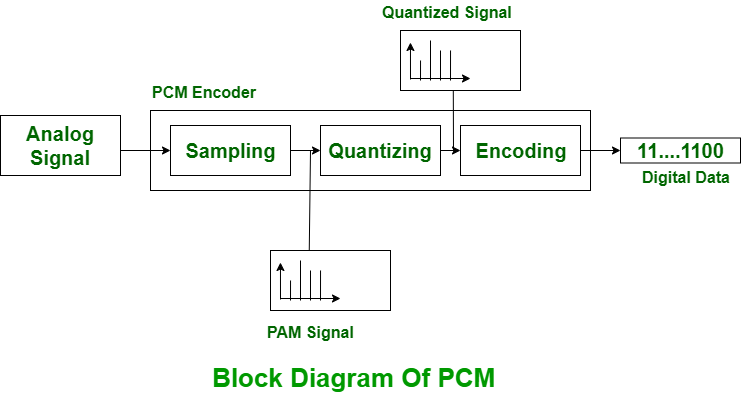 Quantized Signal
PCM Encoder
Analog
Signal
Sampling
Quantizing
Encoding
11....1100
Digital Data
PAM Signal
Block Diagram Of PCM